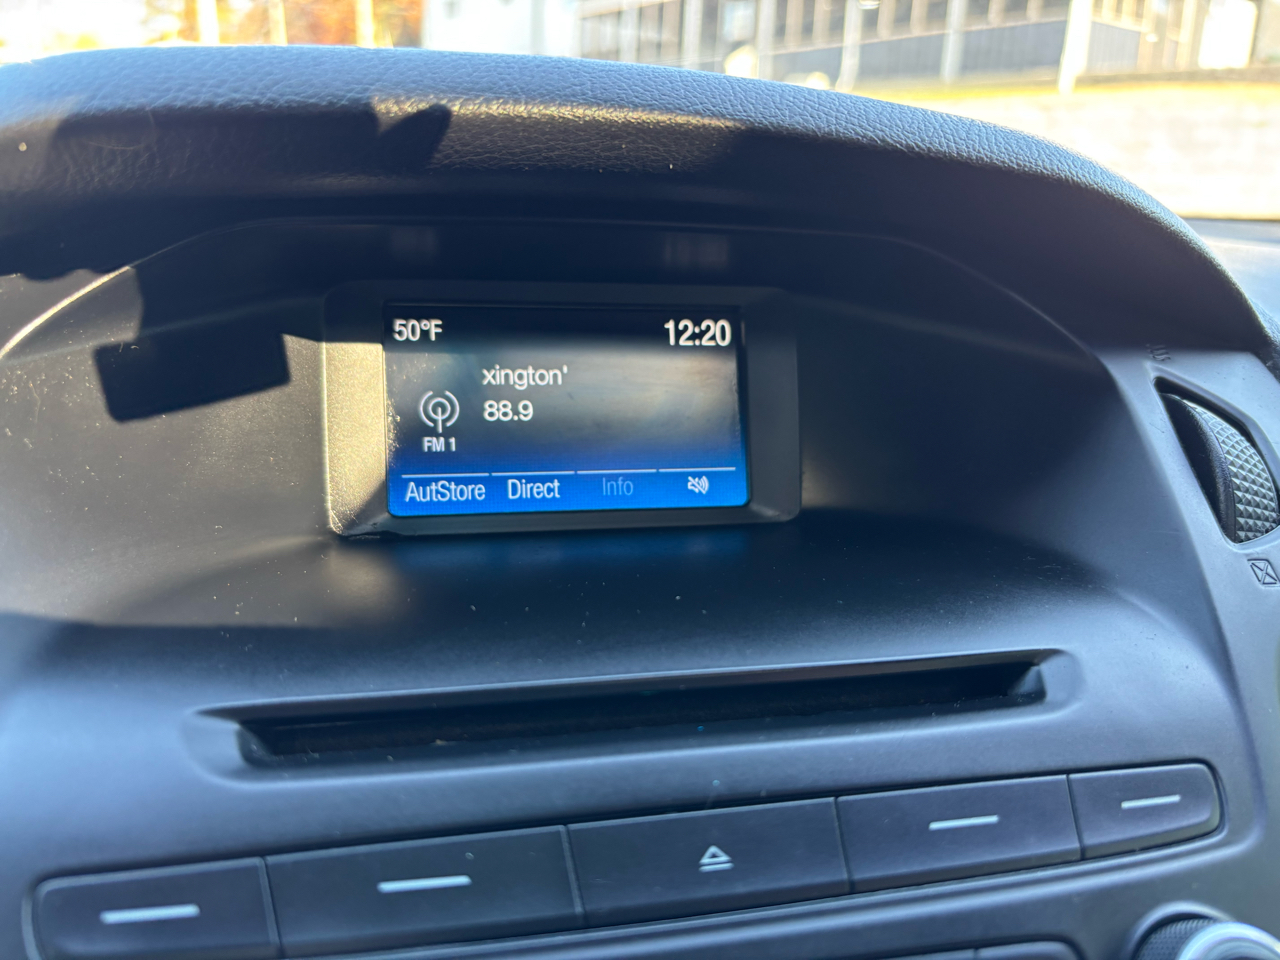 50°F 12:20
xington'
88.9
FM 1
AutStore Direct Info